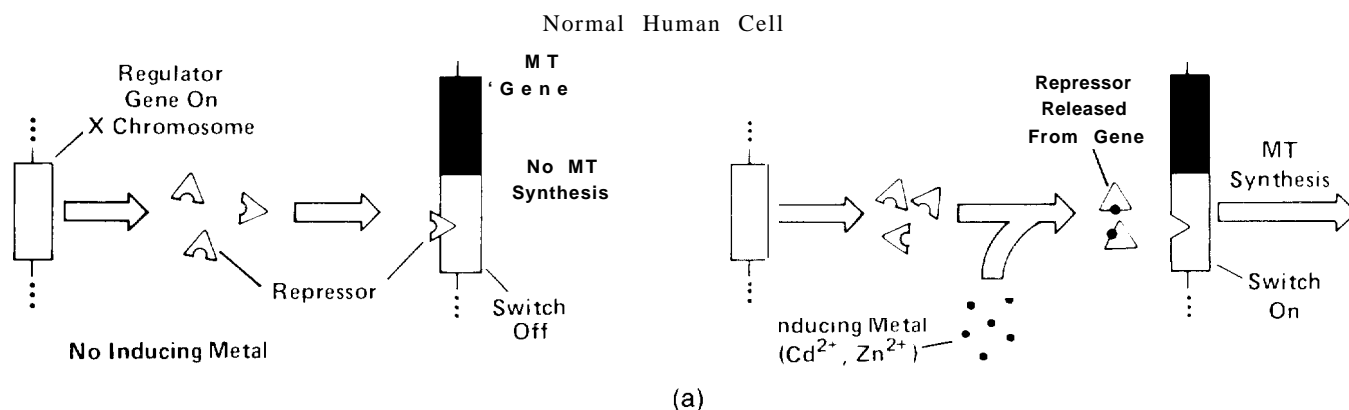 Normal Human Cell
Regulator
Gene On
X Chromosome
MT
‘Gene
No MT
Synthesis
Repressor
Switch
Off
No Inducing Metal
Repressor
Released
From Gene
MT
Synthesis
Switch
On
nducing Metal
(Cd²⁺, Zn²⁺)
(a)